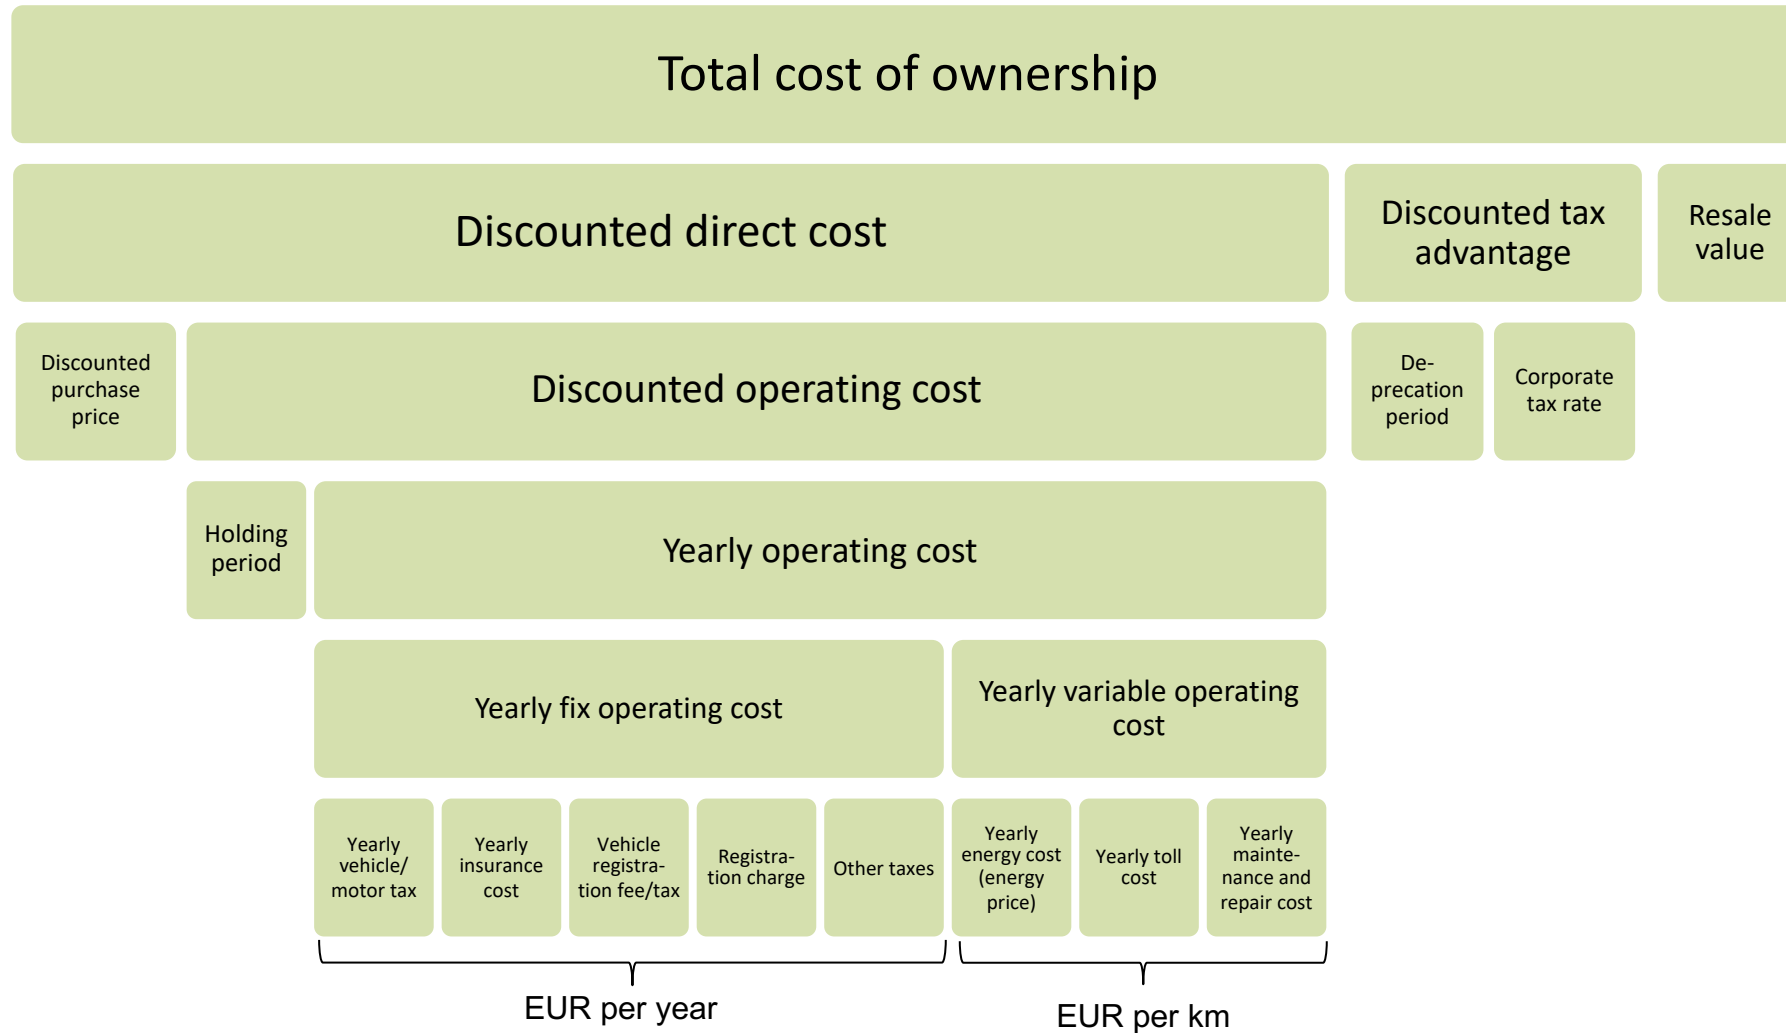 Total cost of ownership
Discounted direct cost
Discounted tax
advantage
Resale
value
Discounted
purchase
price
Discounted operating cost
De-
precation
period
Corporate
tax rate
Holding
period
Yearly operating cost
Yearly fix operating cost
Yearly variable operating
cost
Yearly
vehicle/
motor tax
Yearly
insurance
cost
Vehicle
registra-
tion fee/tax
Registra-
tion charge
Other taxes
Yearly
energy cost
(energy
price)
Yearly toll
cost
Yearly
mainte-
nance and
repair cost
EUR per year
EUR per km